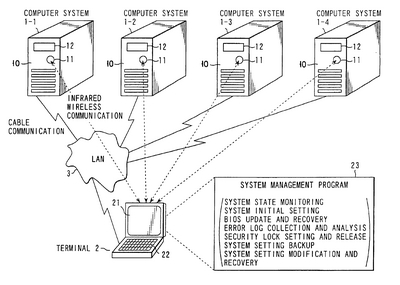 COMPUTER SYSTEM COMPUTER SYSTEM COMPUTER SYSTEM COMPUTER SYSTEM
1-1 1-2 1-3 1-4
12 12 12 12
10 11 10 11 10 11 10 11
INFRARED
WIRELESS
COMMUNICATION
CABLE
COMMUNICATION
LAN
3
23
SYSTEM MANAGEMENT PROGRAM
SYSTEM STATE MONITORING
SYSTEM INITIAL SETTING
BIOS UPDATE AND RECOVERY
ERROR LOG COLLECTION AND ANALYSIS
SECURITY LOCK SETTING AND RELEASE
SYSTEM SETTING BACKUP
SYSTEM SETTING MODIFICATION AND
RECOVERY
21
TERMINAL 2
22